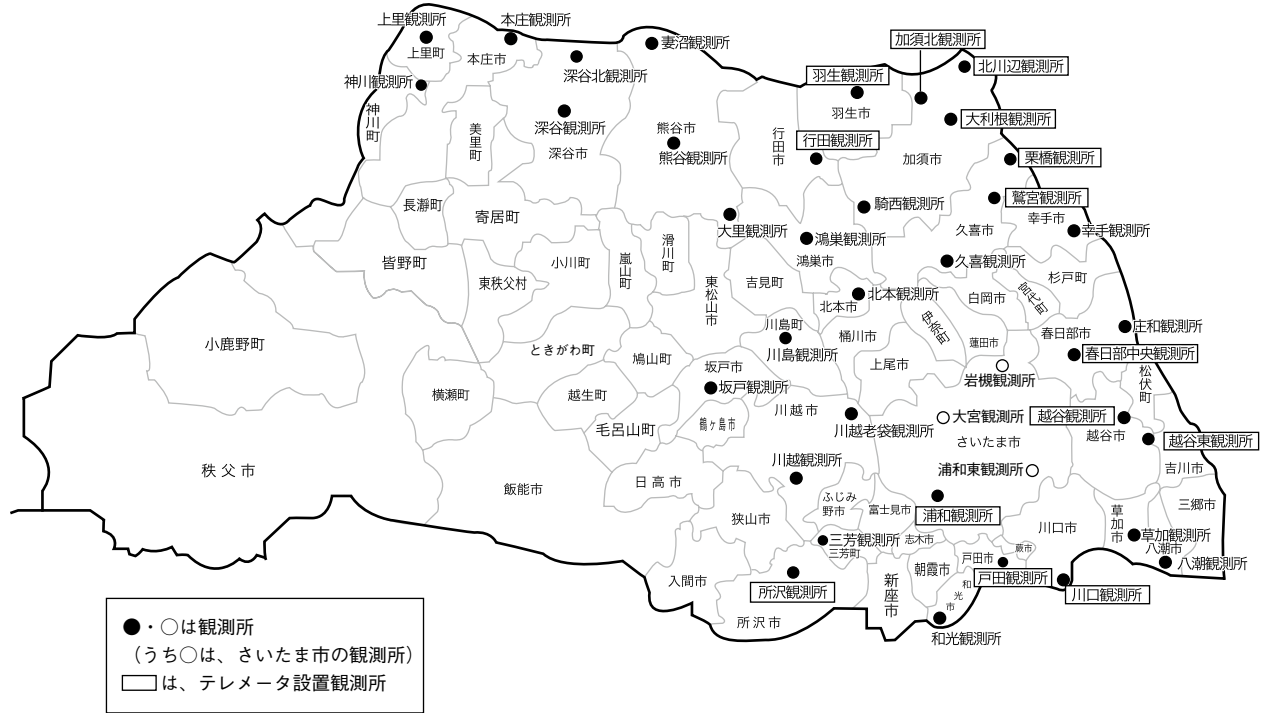 上里観測所
本庄観測所
加須北観測所
妻沼観測所
上里町
本庄市
北川辺観測所
深谷北観測所
羽生観測所
神川観測所
羽生市
神川町
深谷観測所
大利根観測所
美里町
熊谷市
行田市
行田観測所
深谷市
熊谷観測所
加須市
栗橋観測所
鷲宮観測所
長瀞町
寄居町
騎西観測所
幸手市
大里観測所
久喜市
幸手観測所
鴻巣観測所
滑川町
皆野町
小川町
嵐山町
鴻巣市
久喜観測所
東秩父村
東松山市
吉見町
杉戸町
北本観測所
白岡市
宮代町
北本市
伊奈町
川島町
庄和観測所
小鹿野町
ときがわ町
桶川市
蓮田市
春日部市
川島観測所
春日部中央観測所
鳩山町
坂戸市
上尾市
松伏町
岩槻観測所
横瀬町
越生町
坂戸観測所
川越市
大宮観測所
越谷観測所
毛呂山町
鶴ヶ島市
川越老袋観測所
さいたま市
越谷市
越谷東観測所
秩父市
川越観測所
浦和東観測所
吉川市
飯能市
日高市
ふじみ
野市
富士見市
三郷市
狭山市
浦和観測所
川口市
草加市
三芳観測所
志木市
草加観測所
三芳町
蕨市
八潮市
戸田市
入間市
朝霞市
八潮観測所
新座市
戸田観測所
所沢観測所
和光市
川口観測所
所沢市
和光観測所
●・○は観測所
(うち○は、さいたま市の観測所)
は、テレメータ設置観測所